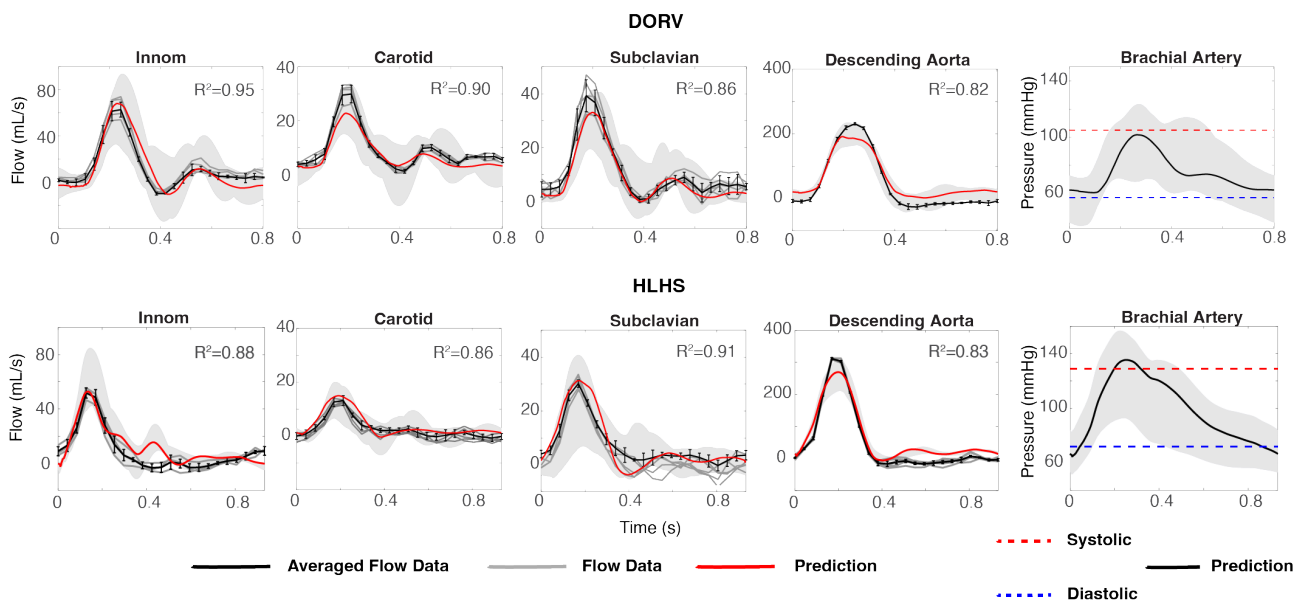 DORV
Innom
Carotid
Subclavian
Descending Aorta
Brachial Artery
Flow (mL/s)
80
40
0
R²=0.95
0
0.4
0.8
40
20
0
R²=0.90
0
0.4
0.8
40
20
0
R²=0.86
0
0.4
0.8
400
200
0
R²=0.82
0
0.4
0.8
Pressure (mmHg)
140
100
60
0
0.4
0.8
HLHS
Innom
Carotid
Subclavian
Descending Aorta
Brachial Artery
Flow (mL/s)
80
40
0
R²=0.88
0
0.4
0.8
40
20
0
R²=0.86
0
0.4
0.8
40
20
0
R²=0.91
0
0.4
0.8
400
200
0
R²=0.83
0
0.4
0.8
Pressure (mmHg)
140
100
60
0
0.4
0.8
Time (s)
Averaged Flow Data
Flow Data
Prediction
Systolic
Prediction
Diastolic